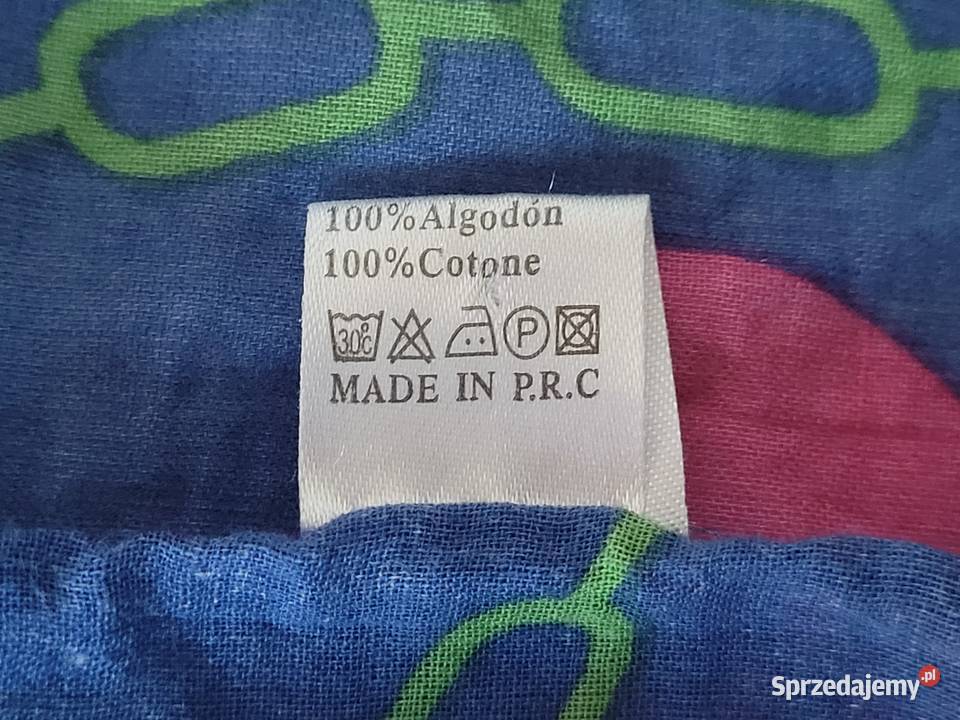 100%Algodón
100%Cotone
30°C P
MADE IN P.R.C
Sprzedajemy.pl